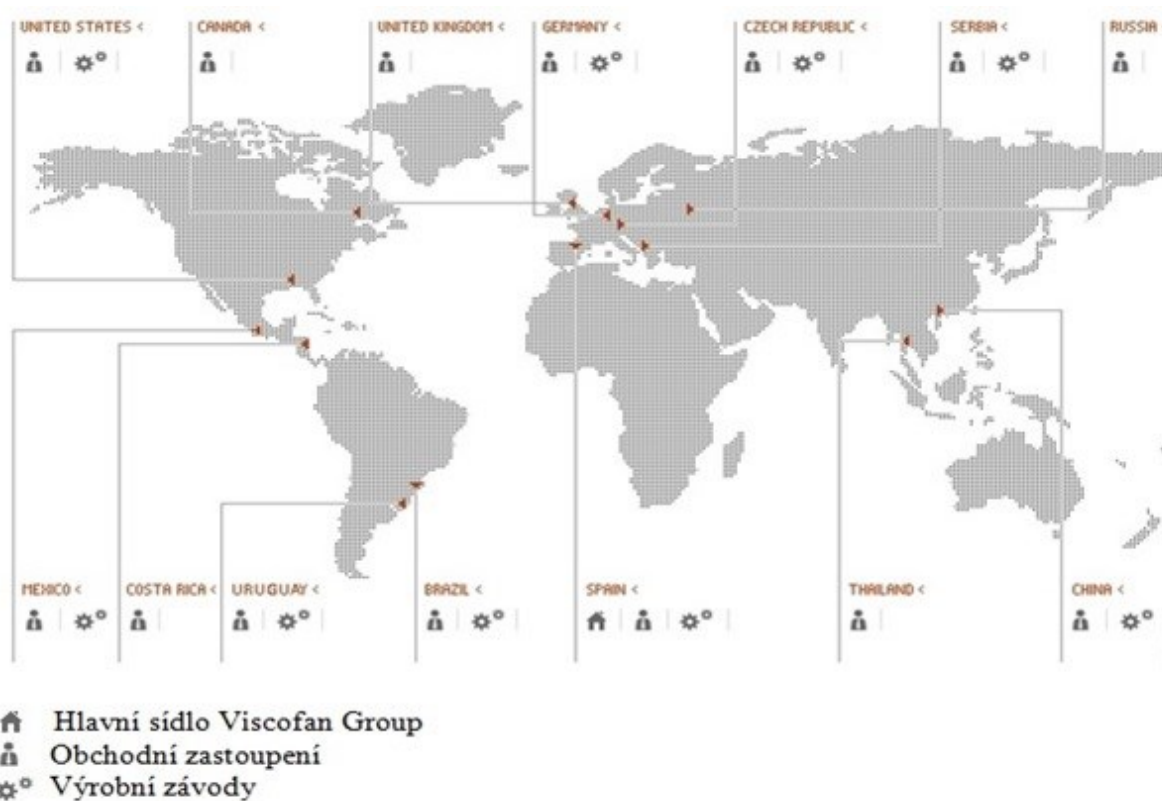 UNITED STATES <
CANADA <
UNITED KINGDOM <
GERMANY <
CZECH REPUBLIC <
SERBIA <
RUSSIA
MEXICO <
COSTA RICA <
URUGUAY <
BRAZIL <
SPAIN <
THAILAND <
CHINA <
Hlavní sídlo Viscofan Group
Obchodní zastoupení
Výrobní závody